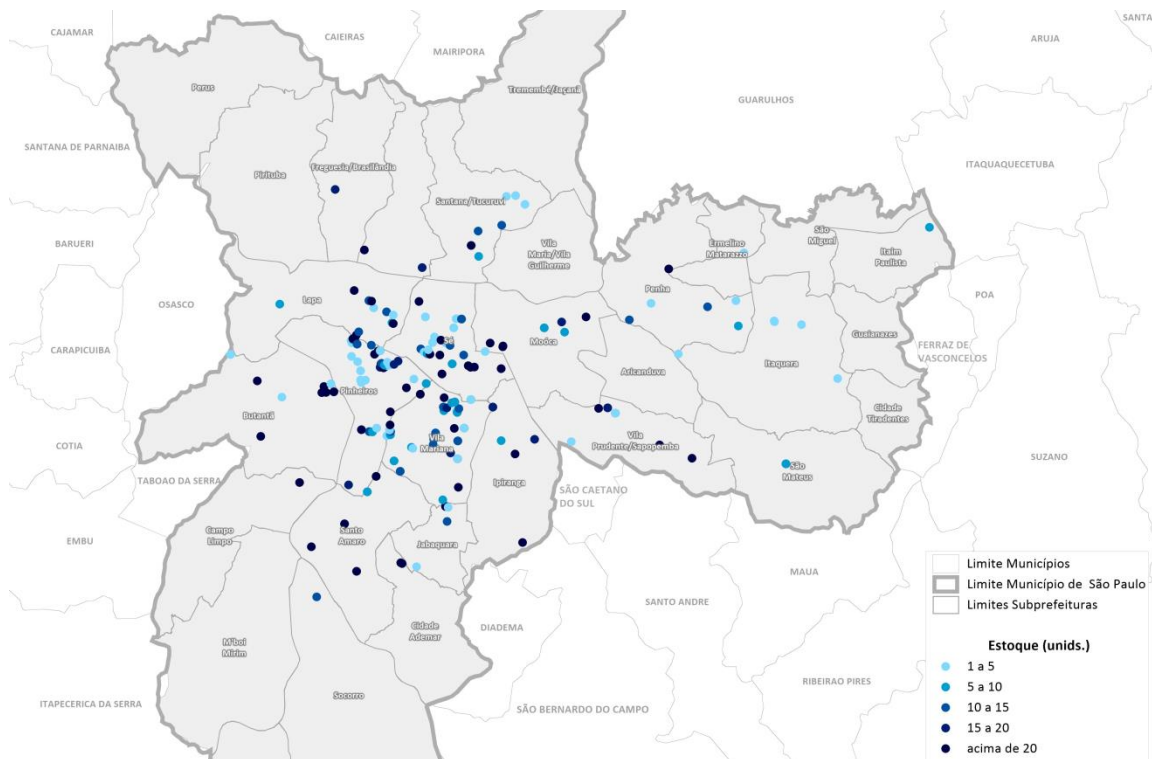 CAJAMAR
CAIEIRAS
MAIRIPORA
SANTA
ARUJA
Perus
Tremembé/Jaçanã
GUARULHOS
SANTANA DE PARNAIBA
Freguesia/Brasilândia
ITAQUAQUECETUBA
Pirituba
Santana/Tucuruvi
São
Miguel
BARUERI
Vila
Maria/Vila
Guilherme
Ermelino
Matarazzo
Itaim
Paulista
OSASCO
Penha
POA
Lapa
Guaianazes
CARAPICUIBA
Sé
Moóca
FERRAZ DE
VASCONCELOS
Itaquera
Aricanduva
Pinheiros
Cidade
Tiradentes
Butantã
COTIA
Vila
Mariana
Vila
Prudente/Sapopemba
SUZANO
São
Mateus
TABOAO DA SERRA
Ipiranga
SÃO CAETANO
DO SUL
Campo
Limpo
Santo
Amaro
EMBU
Jabaquara
MAUA
SANTO ANDRE
Cidade
Ademar
DIADEMA
M'boi
Mirim
RIBEIRAO PIRES
Socorro
ITAPECERICA DA SERRA
SÃO BERNARDO DO CAMPO
Limite Municípios
Limite Município de São Paulo
Limites Subprefeituras
Estoque (unids.)
1 a 5
5 a 10
10 a 15
15 a 20
acima de 20